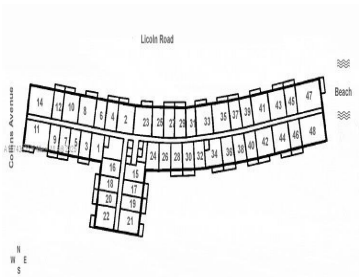 Licoln Road
Collins Avenue
Beach
14 12 10 8 6 4 2 23 25 27 29 31 33 35 37 39 41 43 45 47
11 9 7 5 3 1 24 26 28 30 32 34 36 38 40 42 44 46 48
16 19
15
18 17
20 19
22 21
N
W E
S